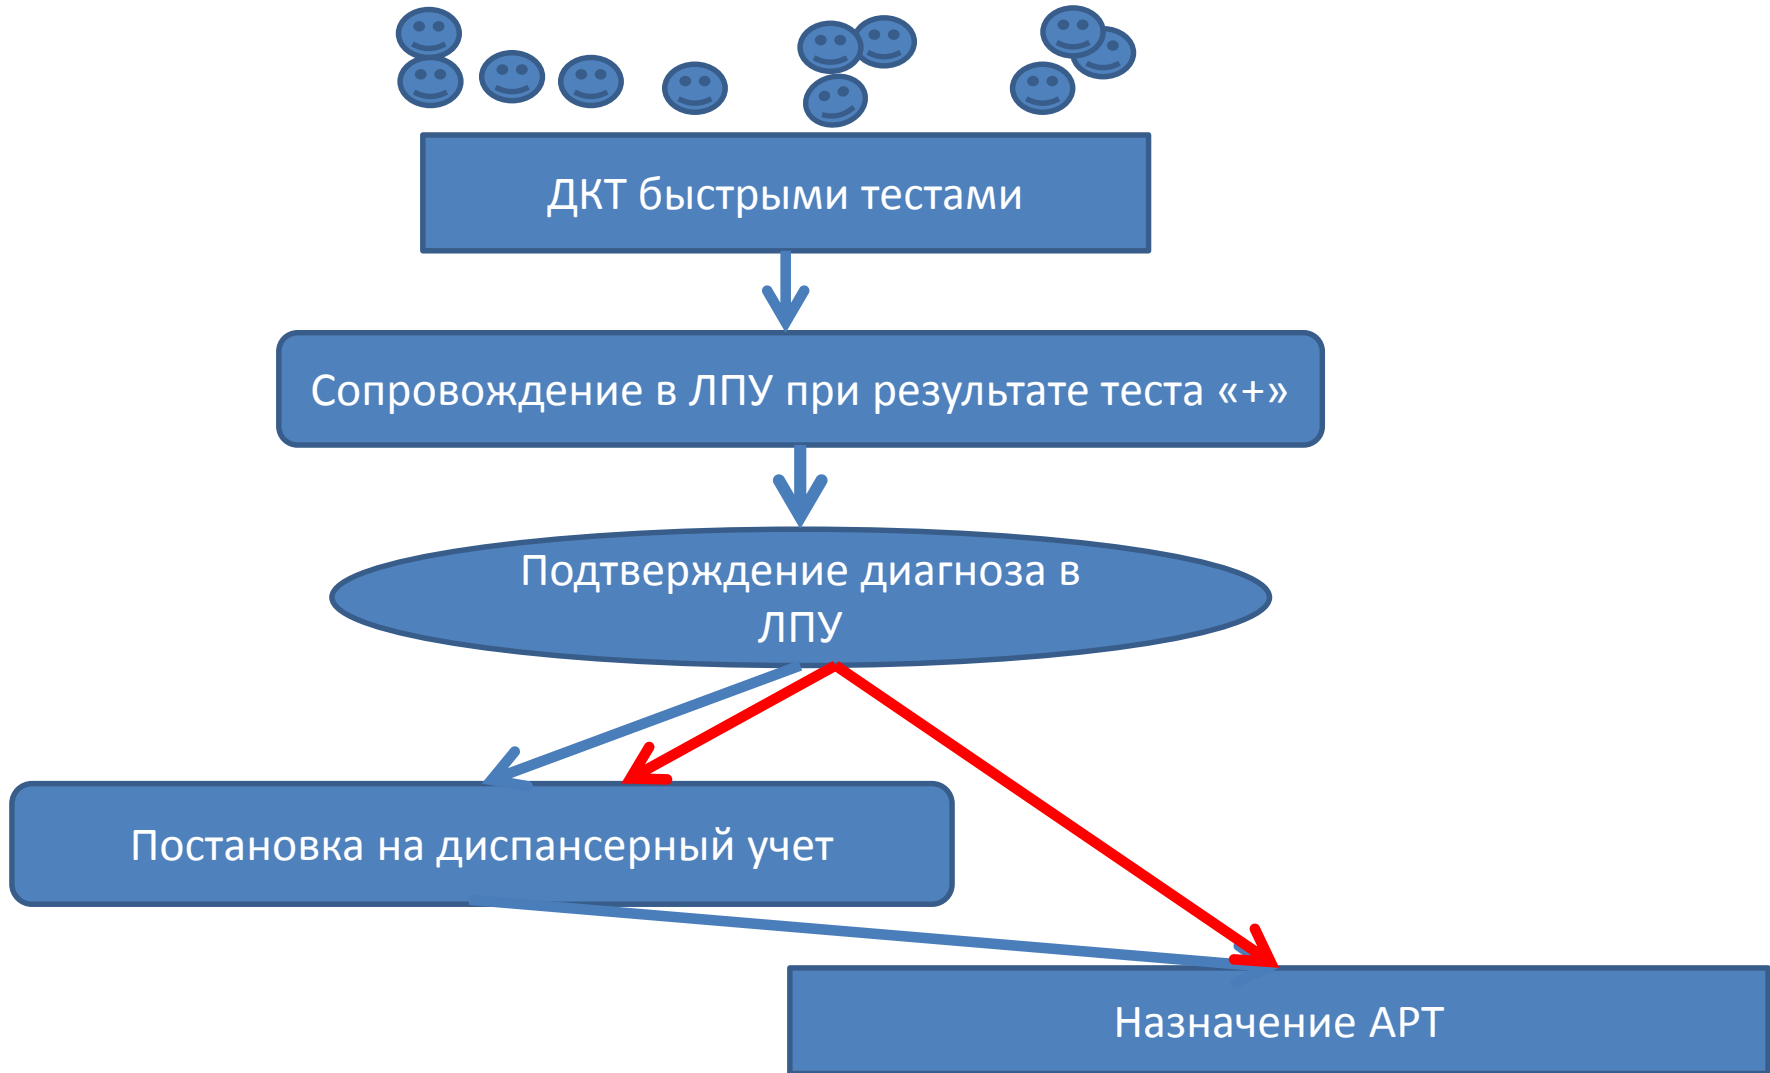 ДКТ быстрыми тестами
Сопровождение в ЛПУ при результате теста «+»
Подтверждение диагноза в
ЛПУ
Постановка на диспансерный учет
Назначение АРТ